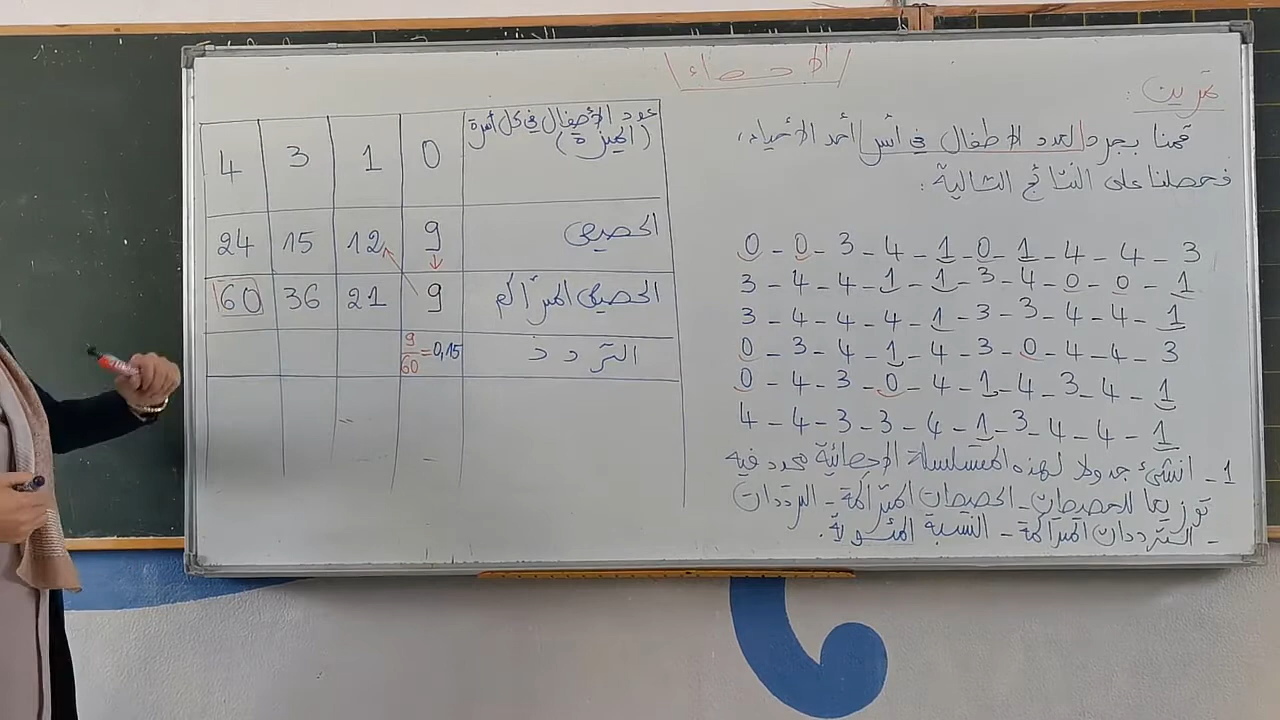 الإحصاء
تمرين:
قمنا بجرد لعدد الأطفال في أسر أحد الأحياء،
فحصلنا على النتائج التالية:
0 - 0 - 3 - 4 - 1 - 0 - 1 - 4 - 4 - 3
3 - 4 - 4 - 1 - 1 - 3 - 4 - 0 - 0 - 1
3 - 4 - 4 - 4 - 1 - 3 - 3 - 4 - 4 - 1
0 - 3 - 4 - 1 - 4 - 3 - 0 - 4 - 4 - 3
0 - 4 - 3 - 0 - 4 - 1 - 4 - 3 - 4 - 1
4 - 4 - 3 - 3 - 4 - 1 - 3 - 4 - 4 - 1
1 - انشئ جدولا لهذه المتسلسلة الإحصائية محدد فيه
توزيعا للحصيصات - الحصيصات المتراكمة - الترددات
- الترددات المتراكمة - النسبة المئوية.
عدد الأطفال في كل أسرة (الميزة) 0 1 3 4
الحصيص 9 12 15 24
الحصيص المتراكم 9 21 36 60
التردد 9/60 = 0,15